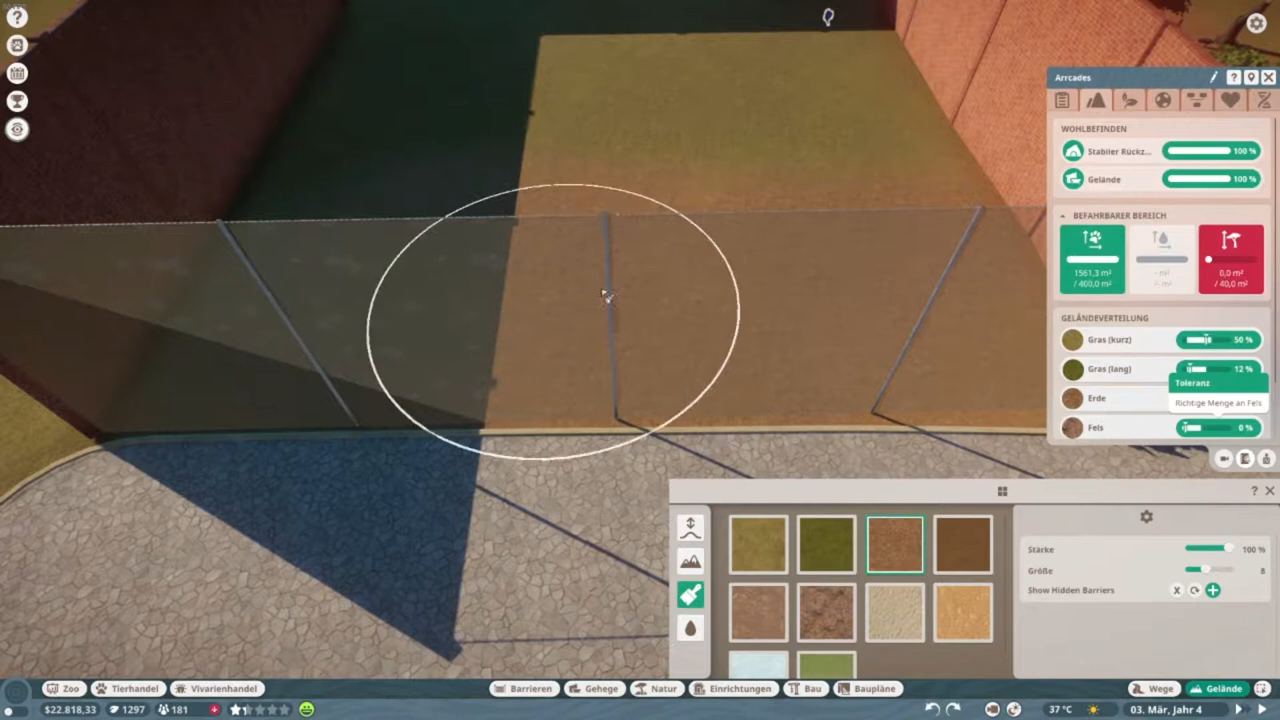 Arrcades
WOHLBEFINDEN
Stabiler Rückz... 100 %
Gelände 100 %
BEFAHRBARER BEREICH
1561,3 m² / 400,0 m²
- m² /- m²
0,0 m² / 40,0 m²
GELÄNDEVERTEILUNG
Gras (kurz) 50 %
Gras (lang) 12 %
Toleranz
Erde
Richtige Menge an Fels
Fels 0 %
Stärke 100 %
Größe 8
Show Hidden Barriers X
Zoo Tierhandel Vivarienhandel Barrieren Gehege Natur Einrichtungen Bau Baupläne Wege Gelände
$22.818,33 1297 181 37 °C 03. Mär, Jahr 4